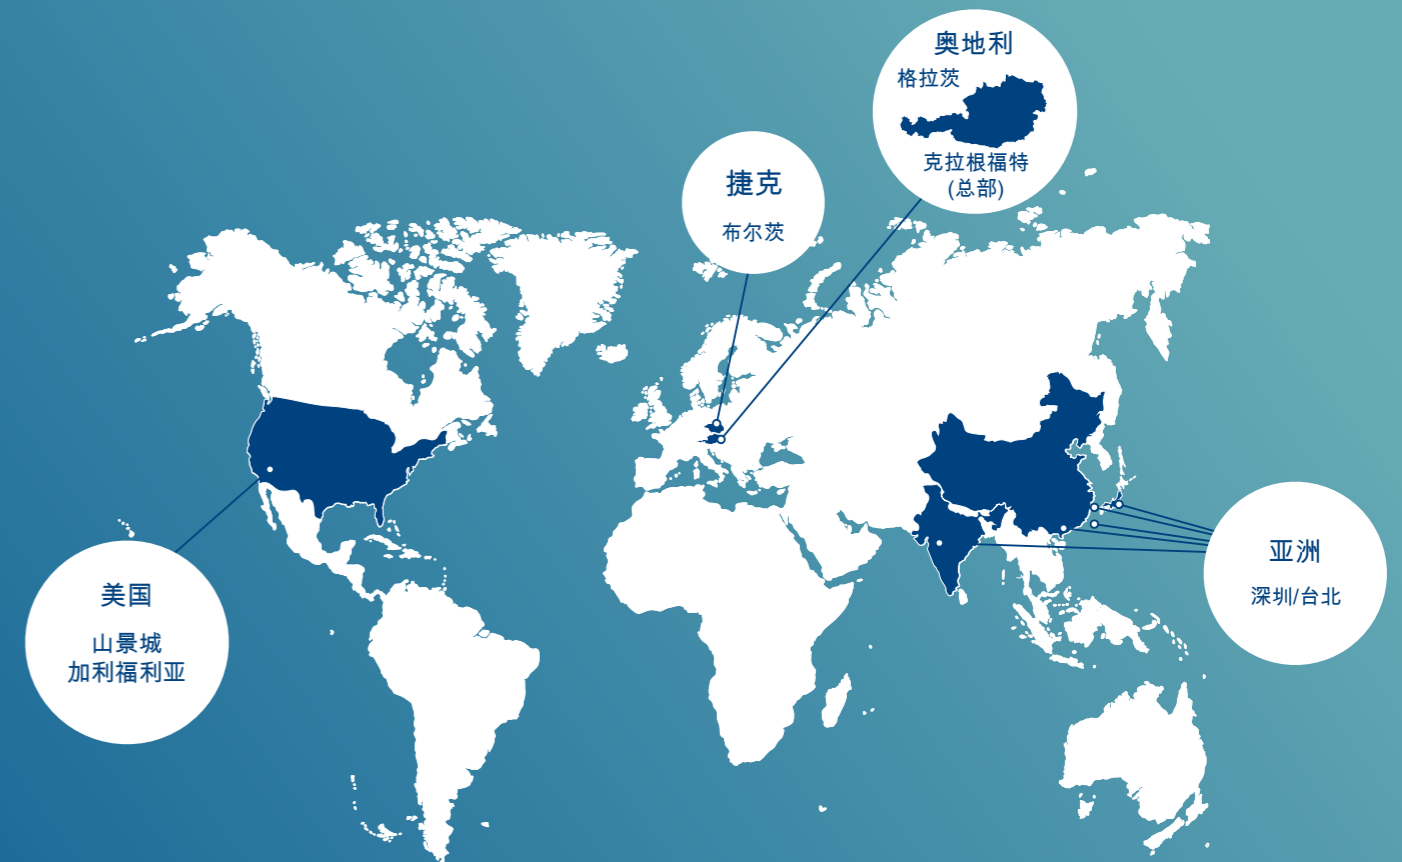 奥地利
格拉茨
克拉根福特
(总部)
捷克
布尔茨
美国
山景城
加利福利亚
亚洲
深圳/台北